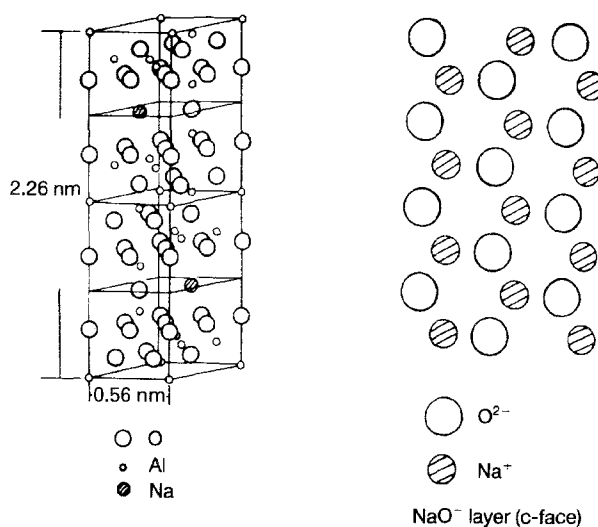 2.26 nm
0.56 nm
O
Al
Na
O²⁻
Na⁺
NaO⁻ layer (c-face)